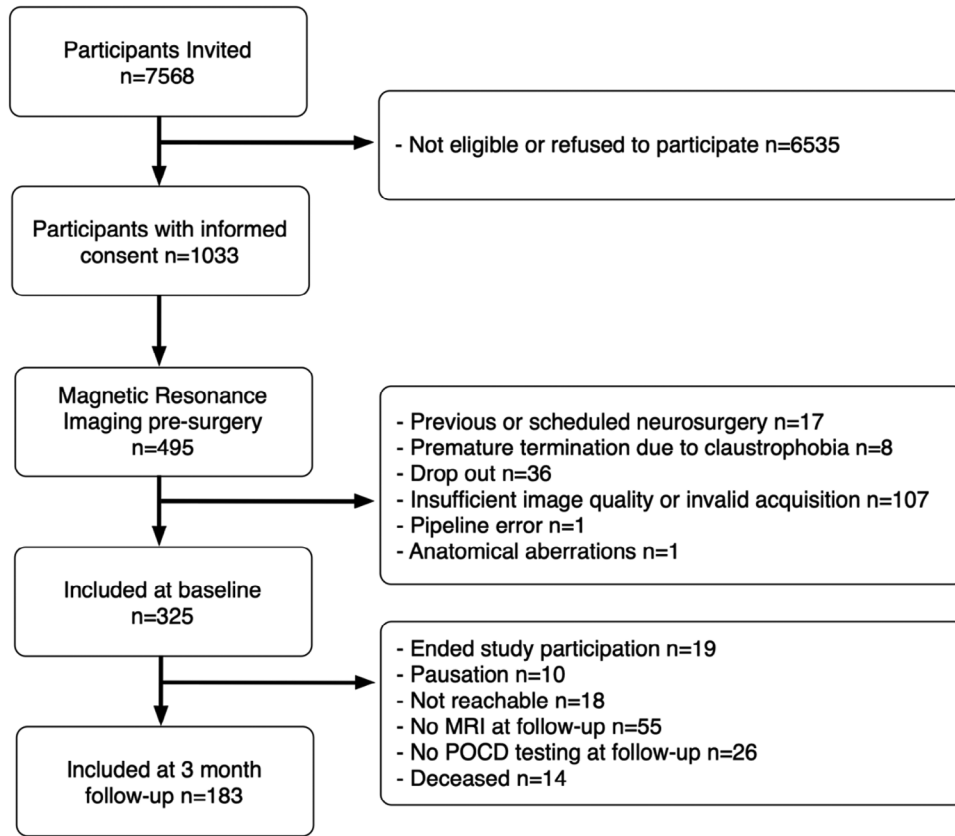 Participants Invited
n=7568
- Not eligible or refused to participate n=6535
Participants with informed
consent n=1033
Magnetic Resonance
Imaging pre-surgery
n=495
- Previous or scheduled neurosurgery n=17
- Premature termination due to claustrophobia n=8
- Drop out n=36
- Insufficient image quality or invalid acquisition n=107
- Pipeline error n=1
- Anatomical aberrations n=1
Included at baseline
n=325
- Ended study participation n=19
- Pausation n=10
- Not reachable n=18
- No MRI at follow-up n=55
- No POCD testing at follow-up n=26
- Deceased n=14
Included at 3 month
follow-up n=183